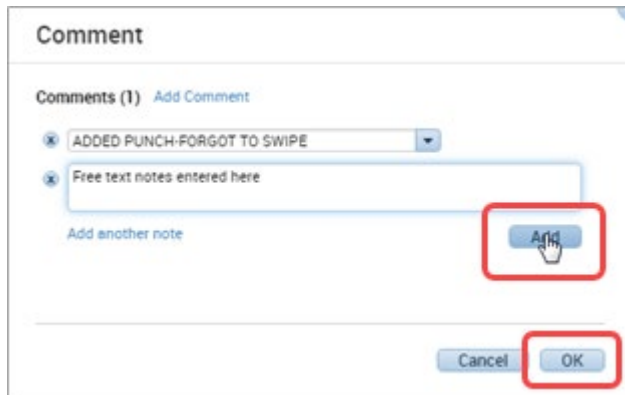 Comment
Comments (1) Add Comment
ADDED PUNCH-FORGOT TO SWIPE
Free text notes entered here
Add another note Add
Cancel OK